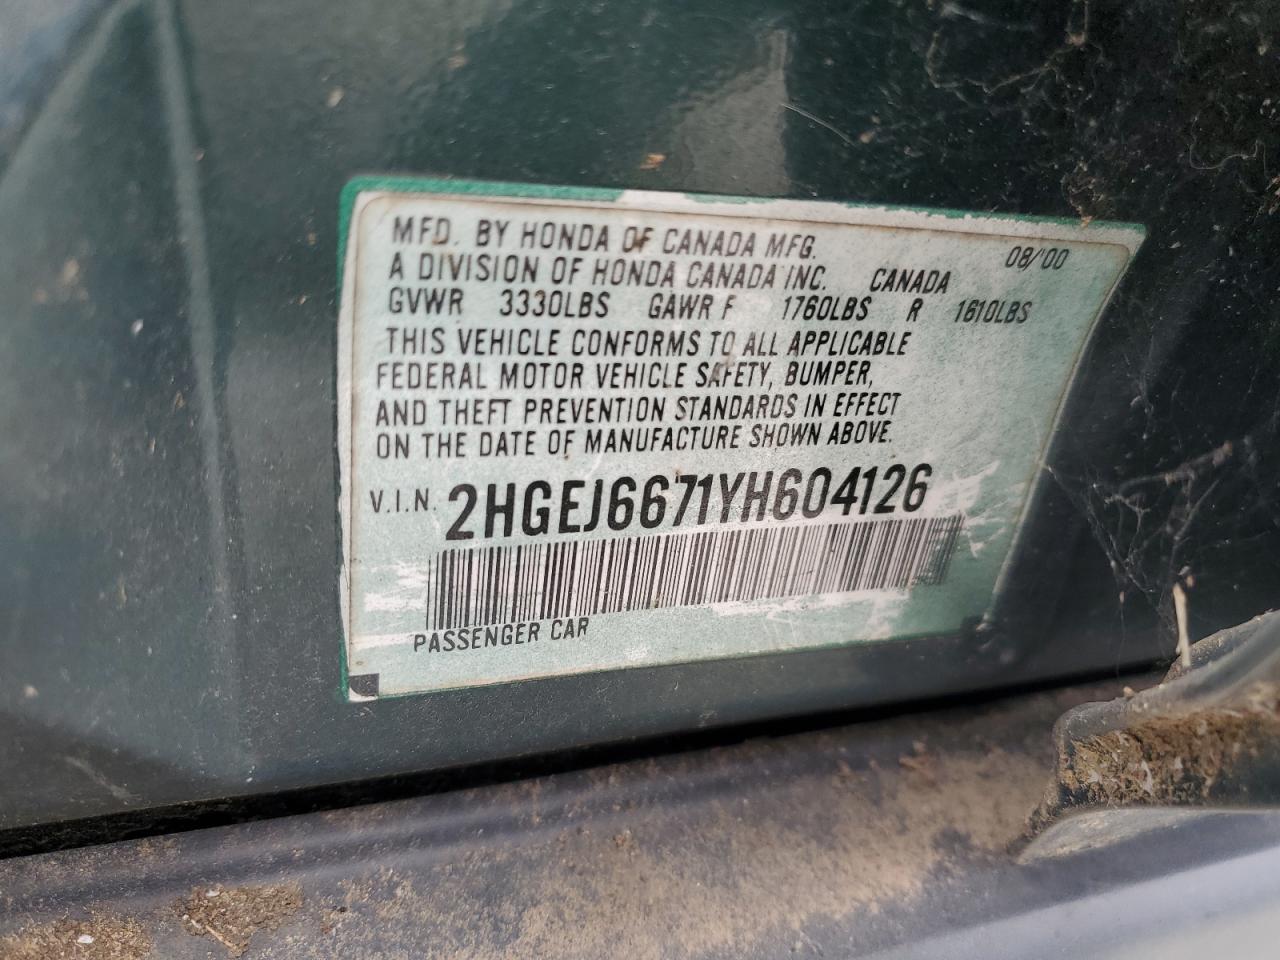 MFD. BY HONDA OF CANADA MFG. 08/'00
A DIVISION OF HONDA CANADA INC. CANADA
GVWR 3330LBS GAWR F 1760LBS R 1610LBS
THIS VEHICLE CONFORMS TO ALL APPLICABLE
FEDERAL MOTOR VEHICLE SAFETY, BUMPER,
AND THEFT PREVENTION STANDARDS IN EFFECT
ON THE DATE OF MANUFACTURE SHOWN ABOVE.
V.I.N. 2HGEJ6671YH604126
PASSENGER CAR